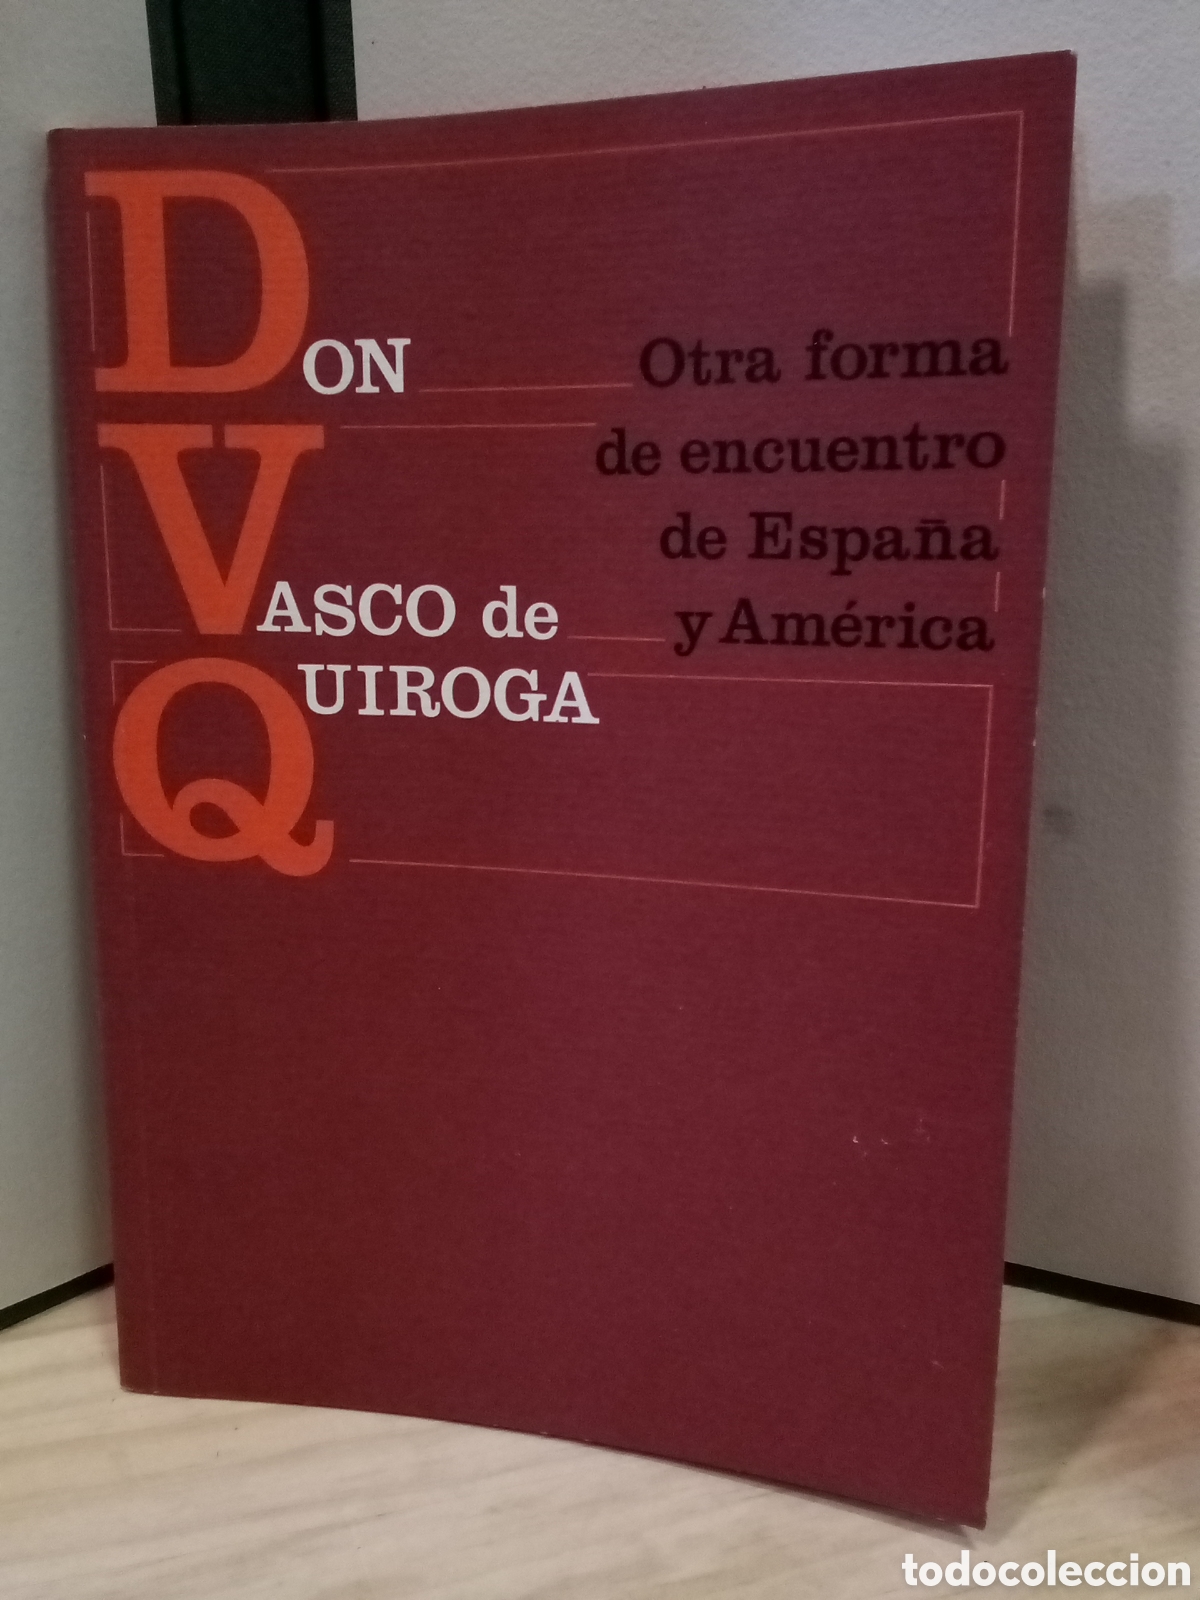 DON
VASCO de
QUIROGA
Otra forma
de encuentro
de España
y América
todocoleccion